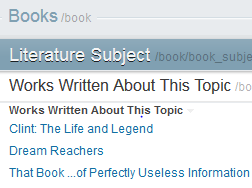 Books /book
Literature Subject /book/book_subje
Works Written About This Topic /bo
Works Written About This Topic
Clint: The Life and Legend
Dream Reachers
That Book ...of Perfectly Useless Information